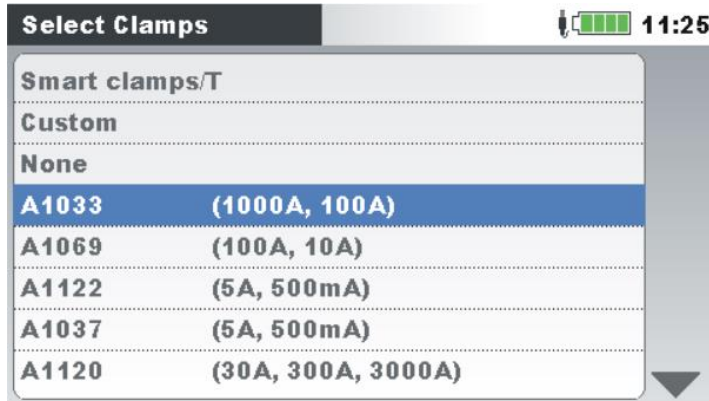 Select Clamps 11:25
Smart clamps/T
Custom
None
A1033 (1000A, 100A)
A1069 (100A, 10A)
A1122 (5A, 500mA)
A1037 (5A, 500mA)
A1120 (30A, 300A, 3000A)